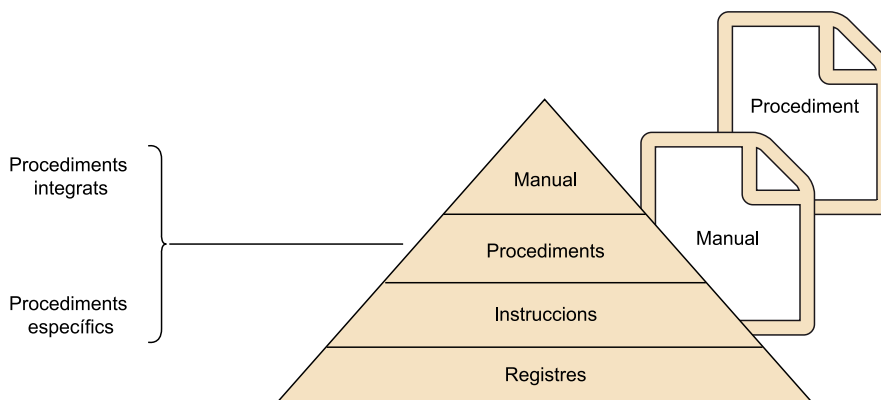 Procediment
Procediments
integrats
Manual
Manual
Procediments
Procediments
específics
Instruccions
Registres